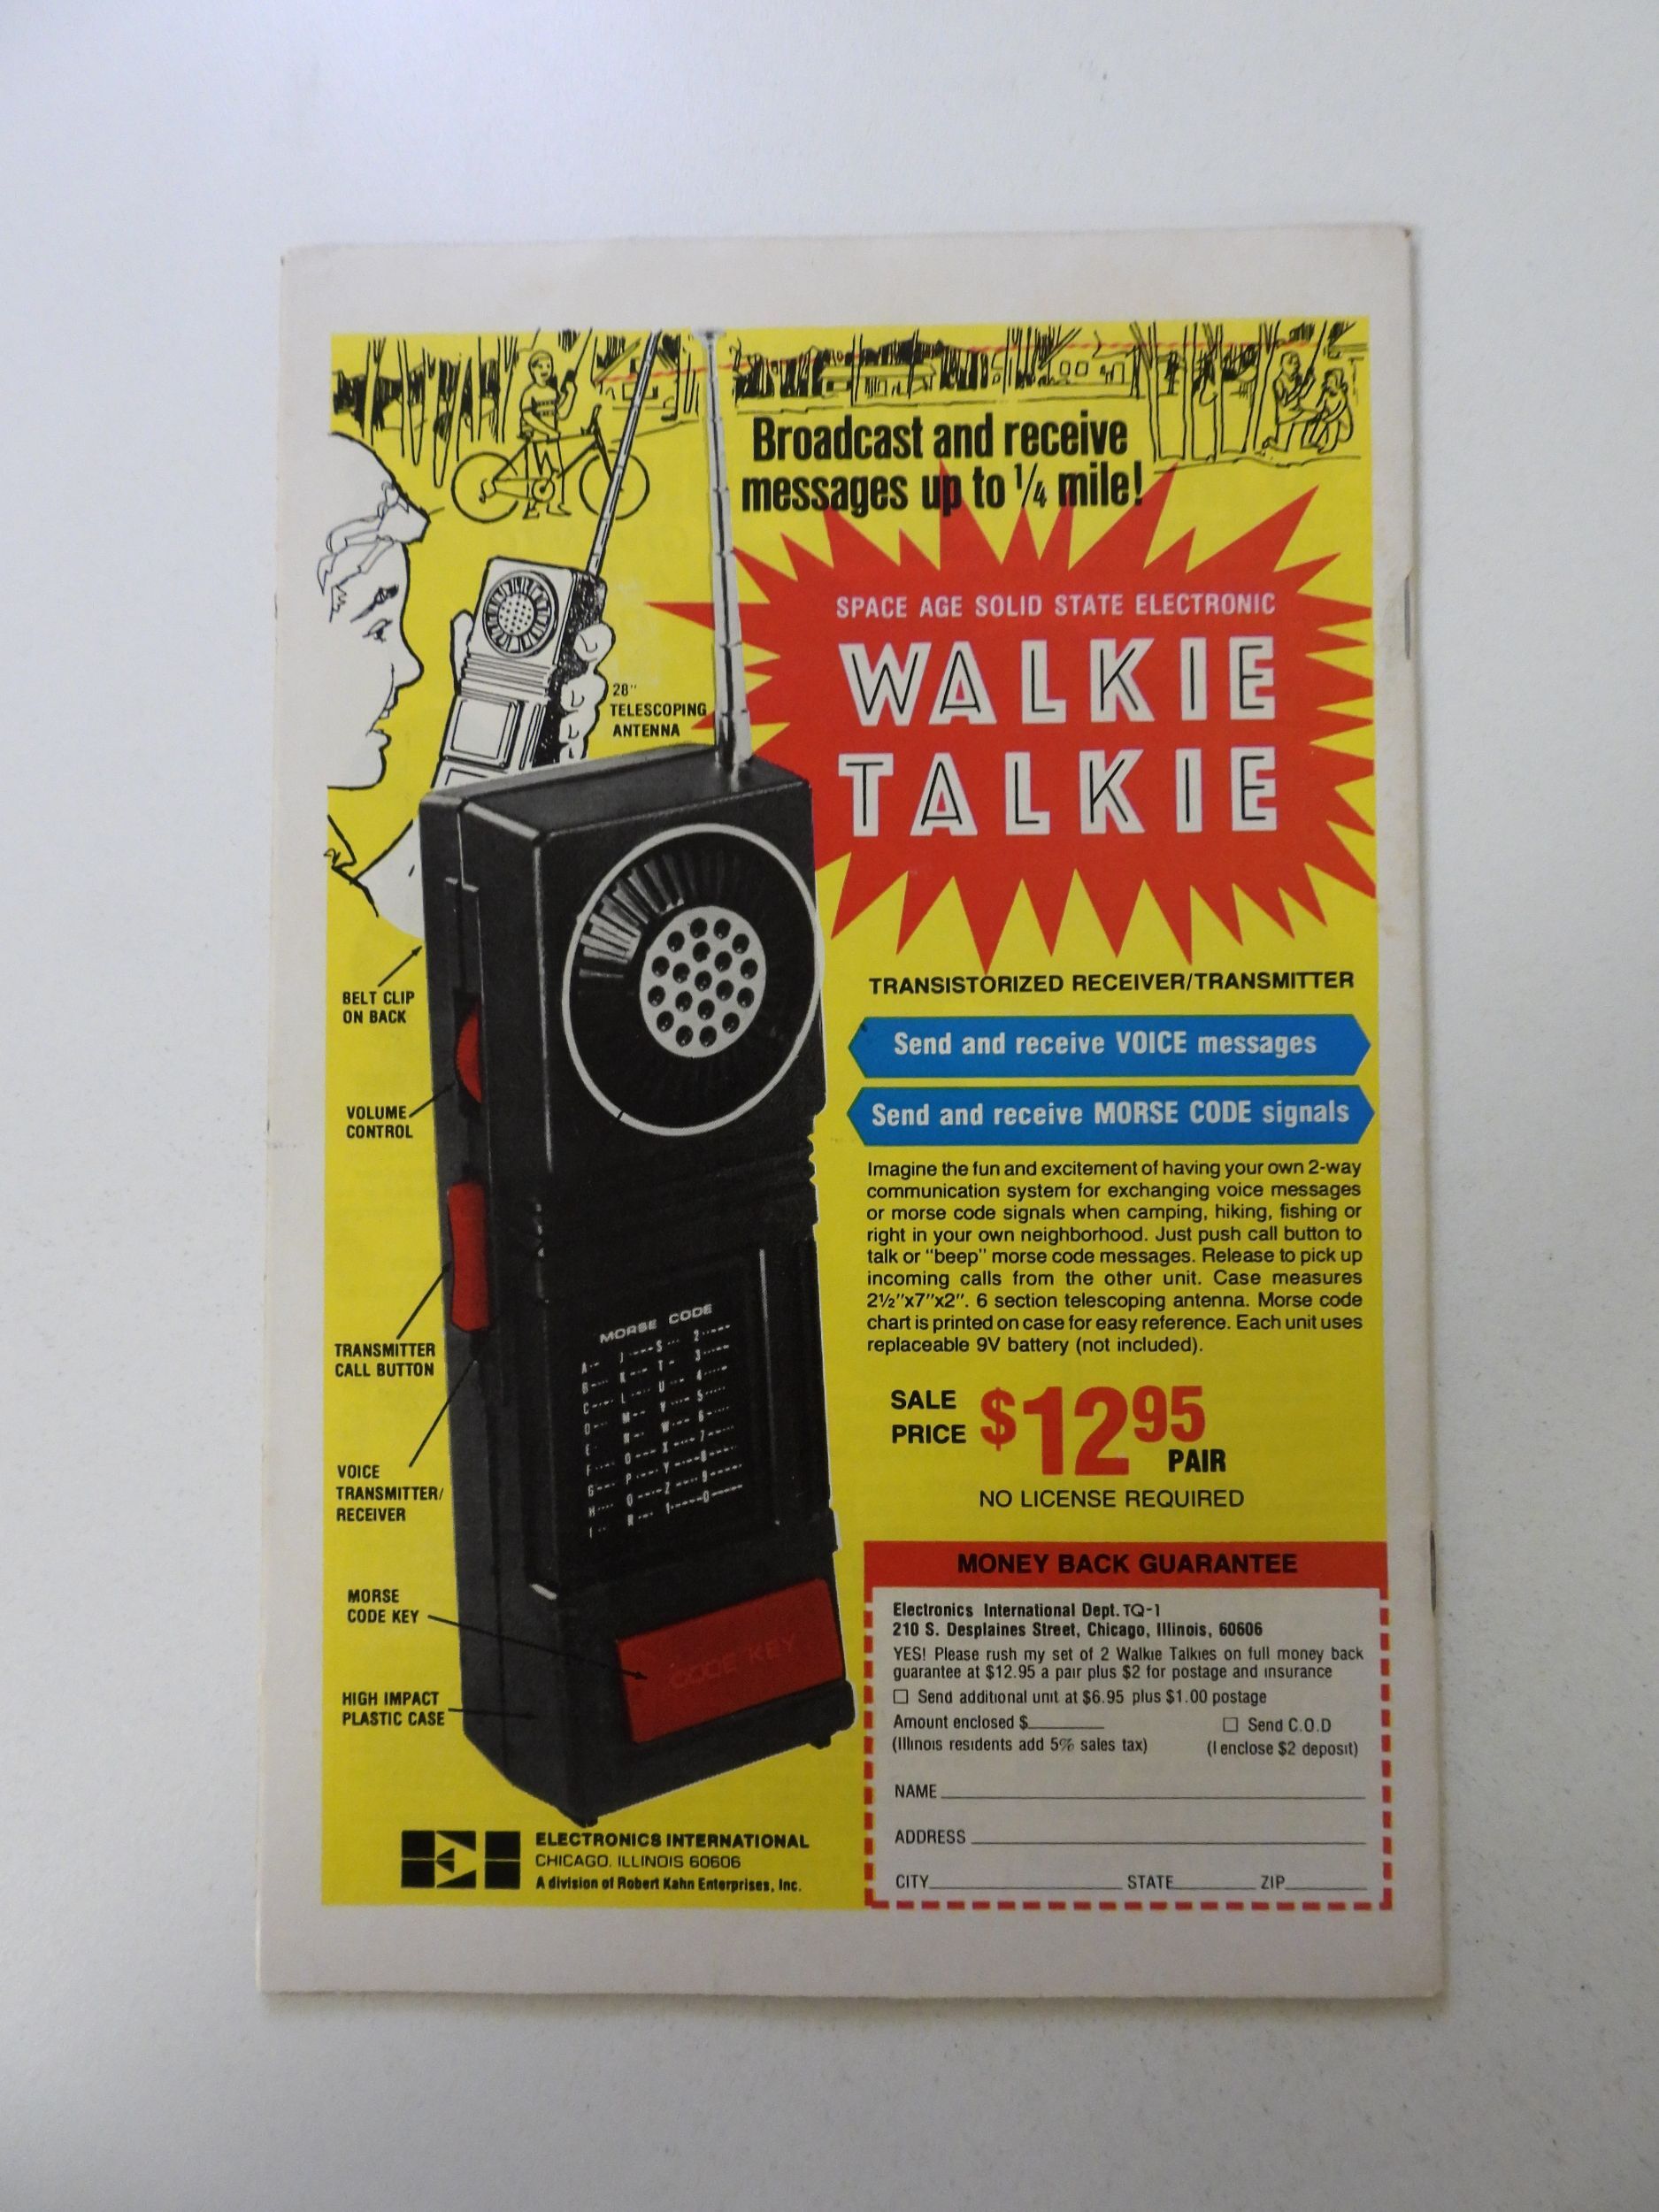 Broadcast and receive
messages up to 1/4 mile!
SPACE AGE SOLID STATE ELECTRONIC
WALKIE
TALKIE
28"
TELESCOPING
ANTENNA
BELT CLIP
ON BACK
VOLUME
CONTROL
TRANSMITTER
CALL BUTTON
VOICE
TRANSMITTER/
RECEIVER
MORSE
CODE KEY
HIGH IMPACT
PLASTIC CASE
MORSE CODE
CODE KEY
TRANSISTORIZED RECEIVER/TRANSMITTER
Send and receive VOICE messages
Send and receive MORSE CODE signals
Imagine the fun and excitement of having your own 2-way
communication system for exchanging voice messages
or morse code signals when camping, hiking, fishing or
right in your own neighborhood. Just push call button to
talk or "beep" morse code messages. Release to pick up
incoming calls from the other unit. Case measures
2½"x7"x2". 6 section telescoping antenna. Morse code
chart is printed on case for easy reference. Each unit uses
replaceable 9V battery (not included).
SALE
PRICE $1295
PAIR
NO LICENSE REQUIRED
MONEY BACK GUARANTEE
Electronics International Dept. TQ-1
210 S. Desplaines Street, Chicago, Illinois, 60606
YES! Please rush my set of 2 Walkie Talkies on full money back
guarantee at $12.95 a pair plus $2 for postage and insurance
☐ Send additional unit at $6.95 plus $1.00 postage
Amount enclosed $ ☐ Send C.O.D
(Illinois residents add 5% sales tax) (I enclose $2 deposit)
NAME
ADDRESS
CITY STATE ZIP
EI
ELECTRONICS INTERNATIONAL
CHICAGO, ILLINOIS 60606
A division of Robert Kahn Enterprises, Inc.